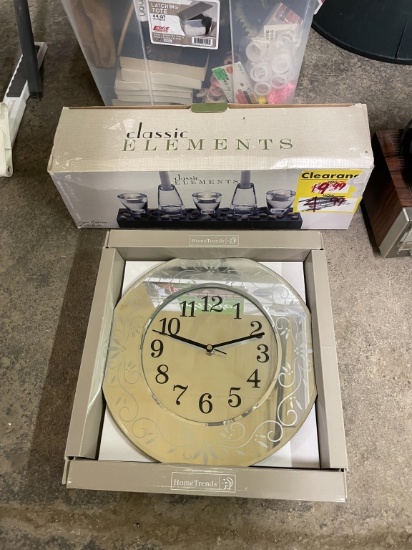 LATCHING
TOTE
classic
ELEMENTS
classic
ELEMENTS
Clearance
$9.99
HomeTrends
12
11
1
10
2
9
3
8
4
7
5
6
HomeTrends